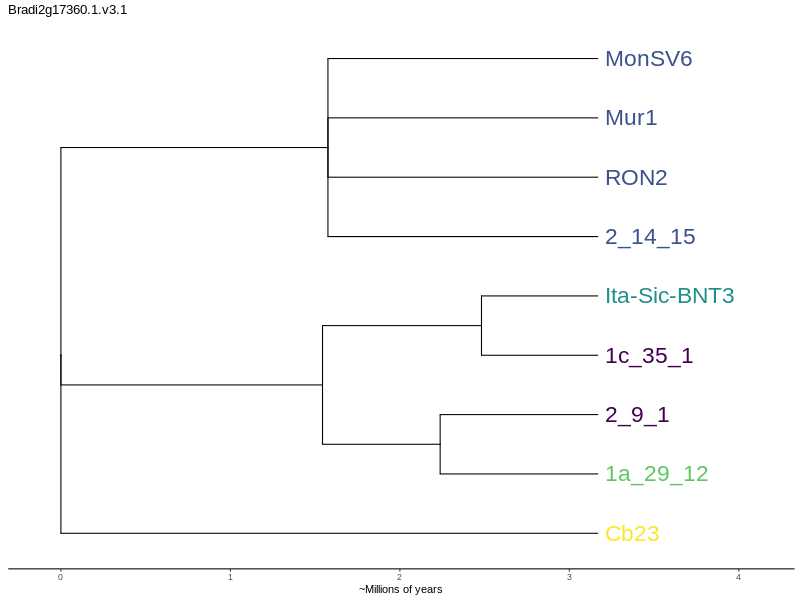 Bradi2g17360.1.v3.1
MonSV6
Mur1
RON2
2_14_15
Ita-Sic-BNT3
1c_35_1
2_9_1
1a_29_12
Cb23
0 1 2 3 4
~Millions of years